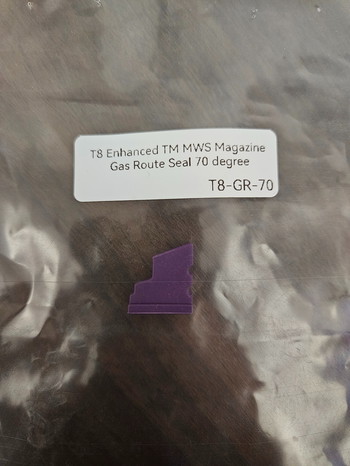 T8 Enhanced TM MWS Magazine
Gas Route Seal 70 degree
T8-GR-70